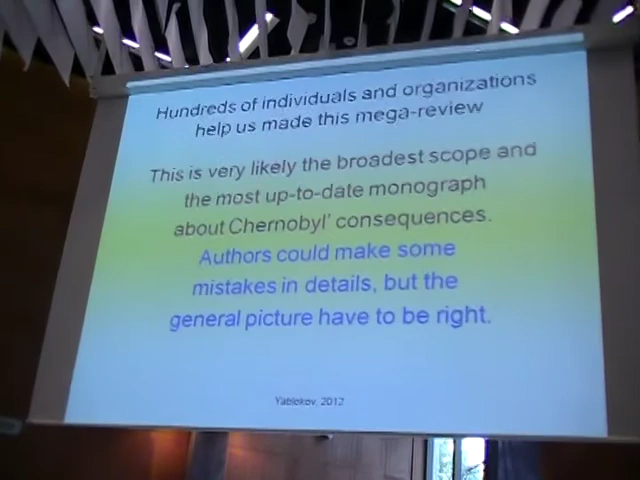 Hundreds of individuals and organizations
help us made this mega-review
This is very likely the broadest scope and
the most up-to-date monograph
about Chernobyl' consequences.
Authors could make some
mistakes in details, but the
general picture have to be right.
Yablokov, 2012